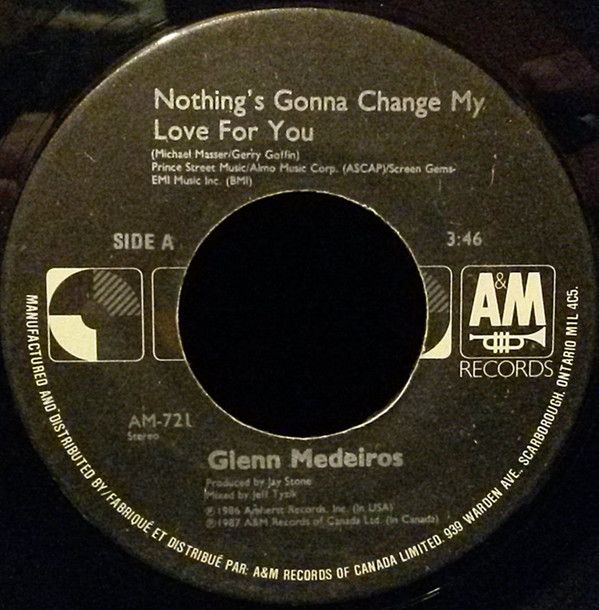 Nothing's Gonna Change My
Love For You
(Michael Masser/Gerry Goffin)
Prince Street Music/Almo Music Corp. (ASCAP)/Screen Gems-
EMI Music Inc. (BMI)
SIDE A
3:46
A&M
RECORDS
AM-721
Stereo
Glenn Medeiros
Produced by Jay Stone
Mixed by Jeff Tyzik
℗1986 Amherst Records, Inc. (In USA)
℗1987 A&M Records of Canada Ltd. (In Canada)
MANUFACTURED AND DISTRIBUTED BY/FABRIQUÉ ET DISTRIBUÉ PAR: A&M RECORDS OF CANADA LIMITED, 939 WARDEN AVE., SCARBOROUGH, ONTARIO M1L 4C5.